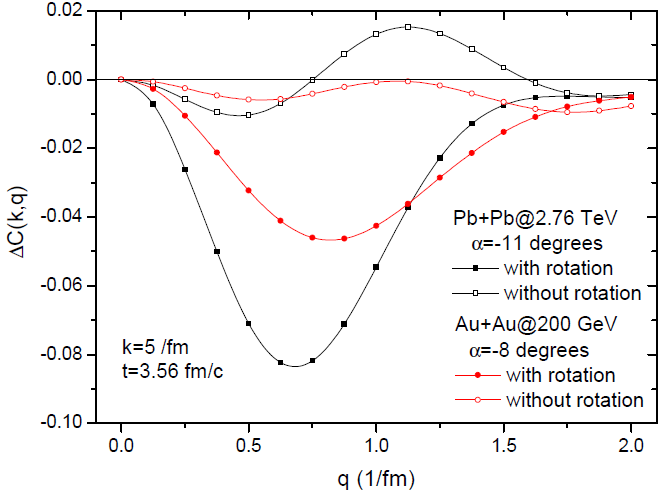 0.02
0.00
-0.02
-0.04
-0.06
-0.08
-0.10
ΔC(k,q)
Pb+Pb@2.76 TeV
α=-11 degrees
with rotation
without rotation
Au+Au@200 GeV
α=-8 degrees
with rotation
without rotation
k=5 /fm
t=3.56 fm/c
0.0 0.5 1.0 1.5 2.0
q (1/fm)